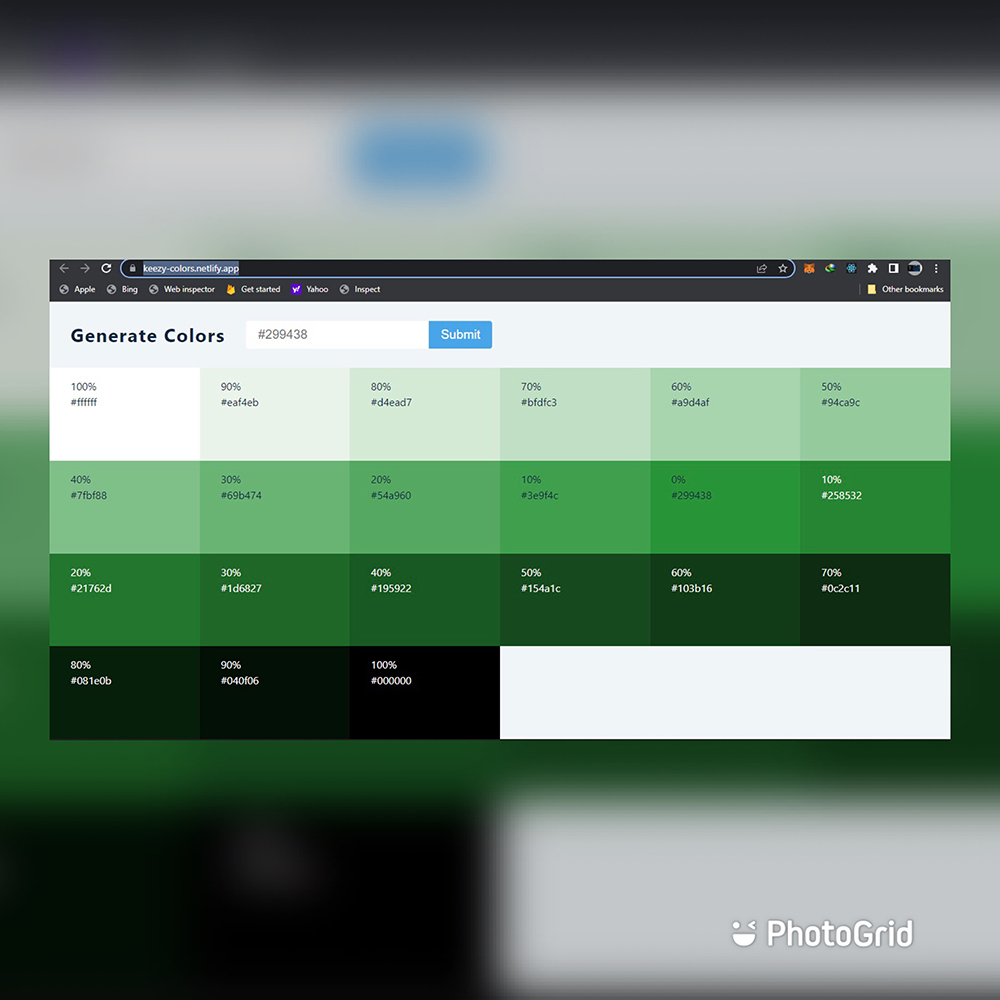 keezy-colors.netlify.app
Apple Bing Web inspector Get started Yahoo Inspect Other bookmarks
Generate Colors #299438 Submit
100% 90% 80% 70% 60% 50%
#ffffff #eaf4eb #d4ead7 #bfdfc3 #a9d4af #94ca9c
40% 30% 20% 10% 0% 10%
#7fbf88 #69b474 #54a960 #3e9f4c #299438 #258532
20% 30% 40% 50% 60% 70%
#21762d #1d6827 #195922 #154a1c #103b16 #0c2c11
80% 90% 100%
#081e0b #040f06 #000000
PhotoGrid